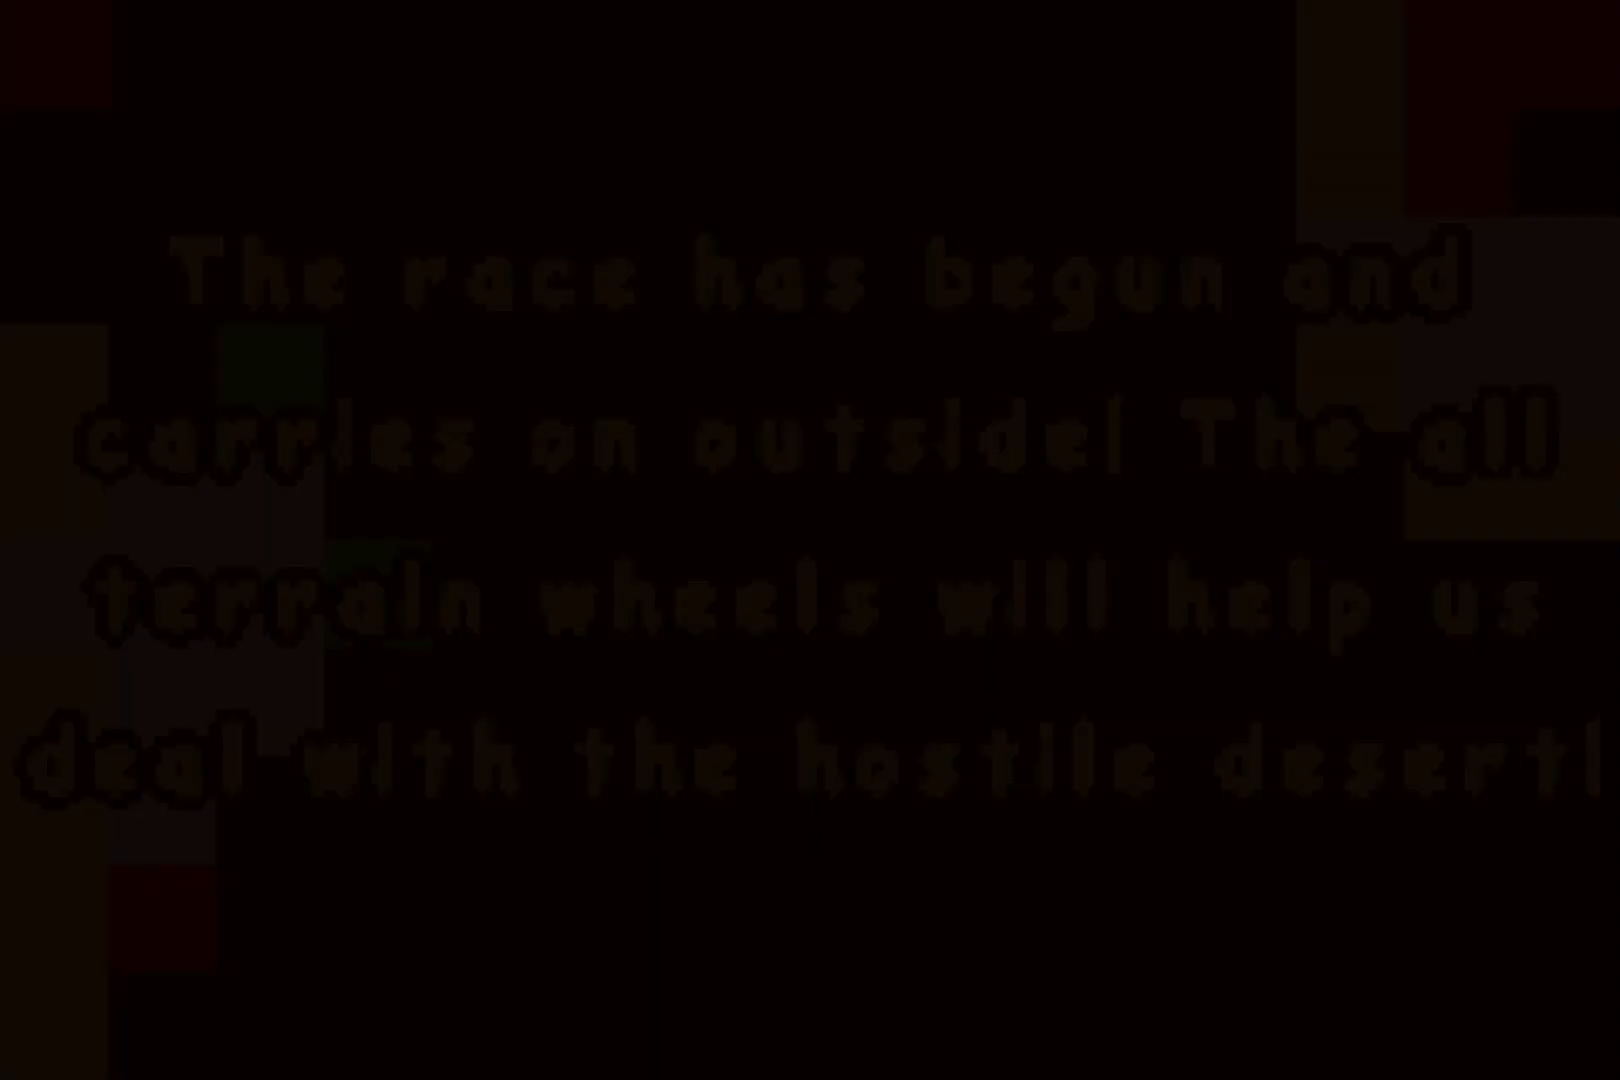 The race has begun and
carries on outside! The all
terrain wheels will help us
deal with the hostile desert!